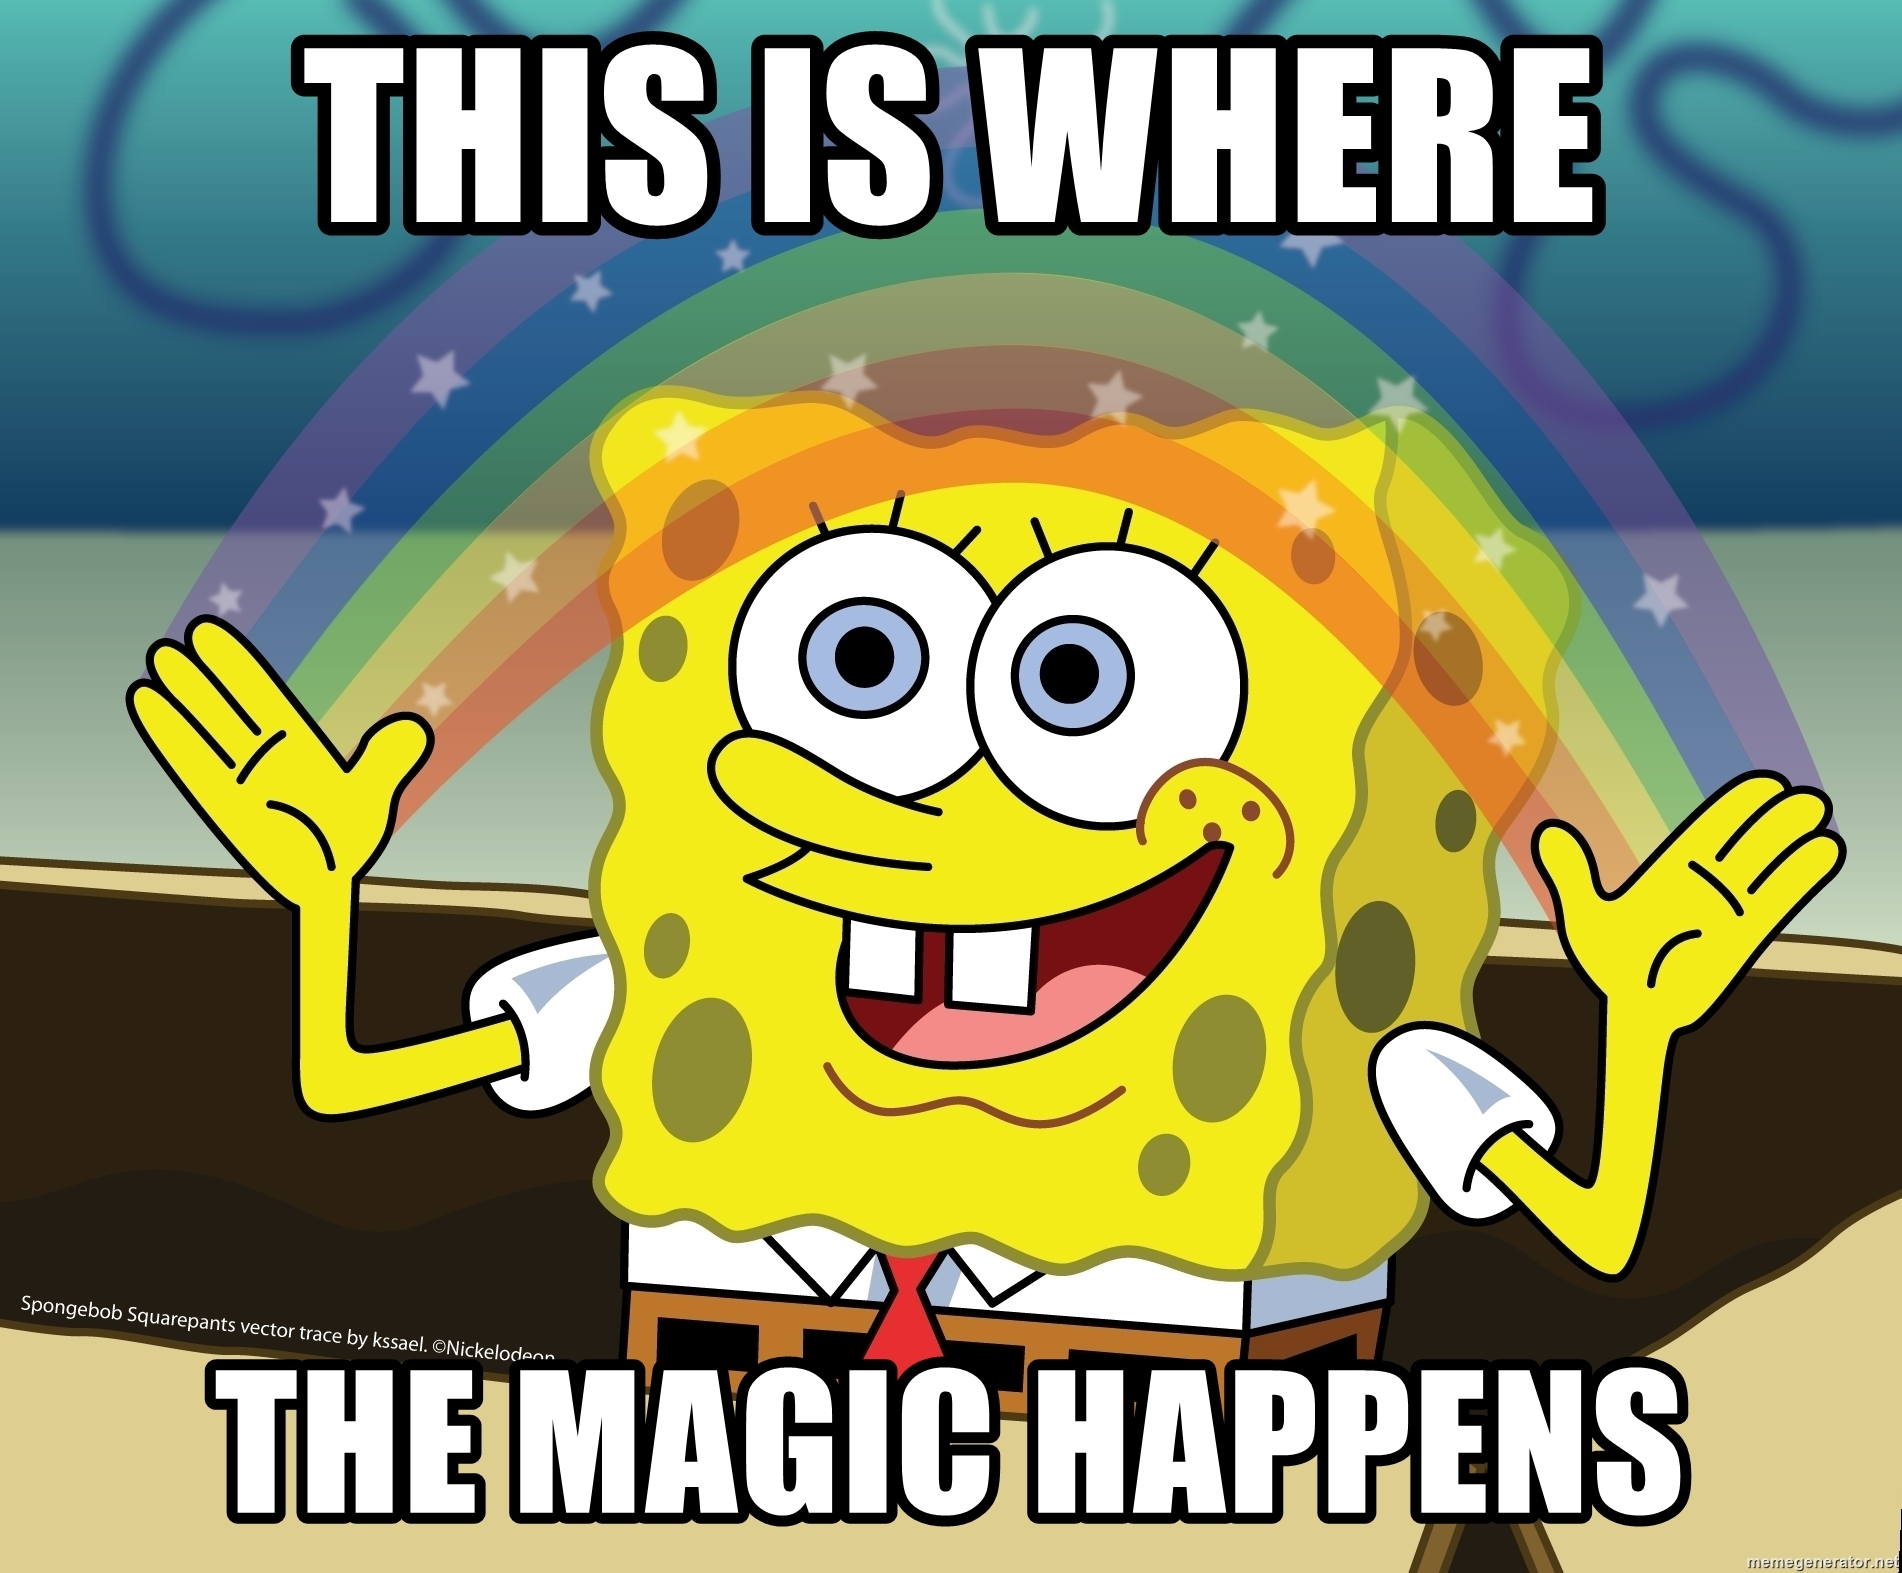 THIS IS WHERE
Spongebob Squarepants vector trace by kssael. ©Nickelodeon
THE MAGIC HAPPENS
memegenerator.net